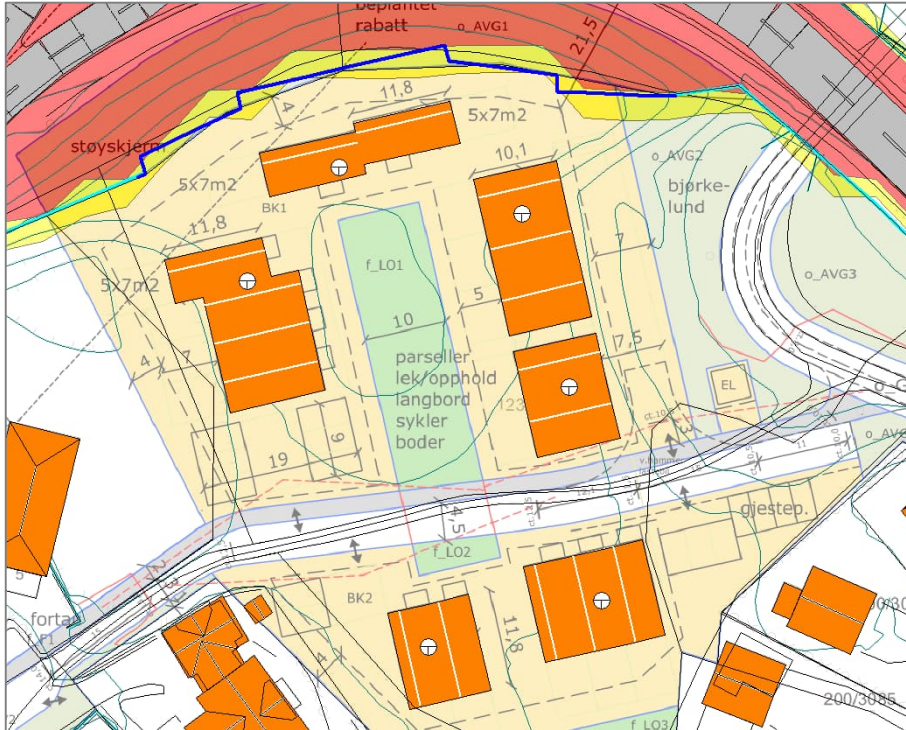 beplantet
rabatt
o_AVG1
21,5
11,8
4
5x7m2
støyskjerm
10,1
o_AVG2
bjørke-
lund
5x7m2
BK1
11,8
f_LO1
7
o_AVG3
5x7m2
5
10
4
7
7,5
parseller
lek/opphold
langbord
sykler
boder
123
EL
9
19
4,5
gjestep.
f_LO2
BK2
11,8
5
fortau
f_F1
4
200/3085
f_LO3